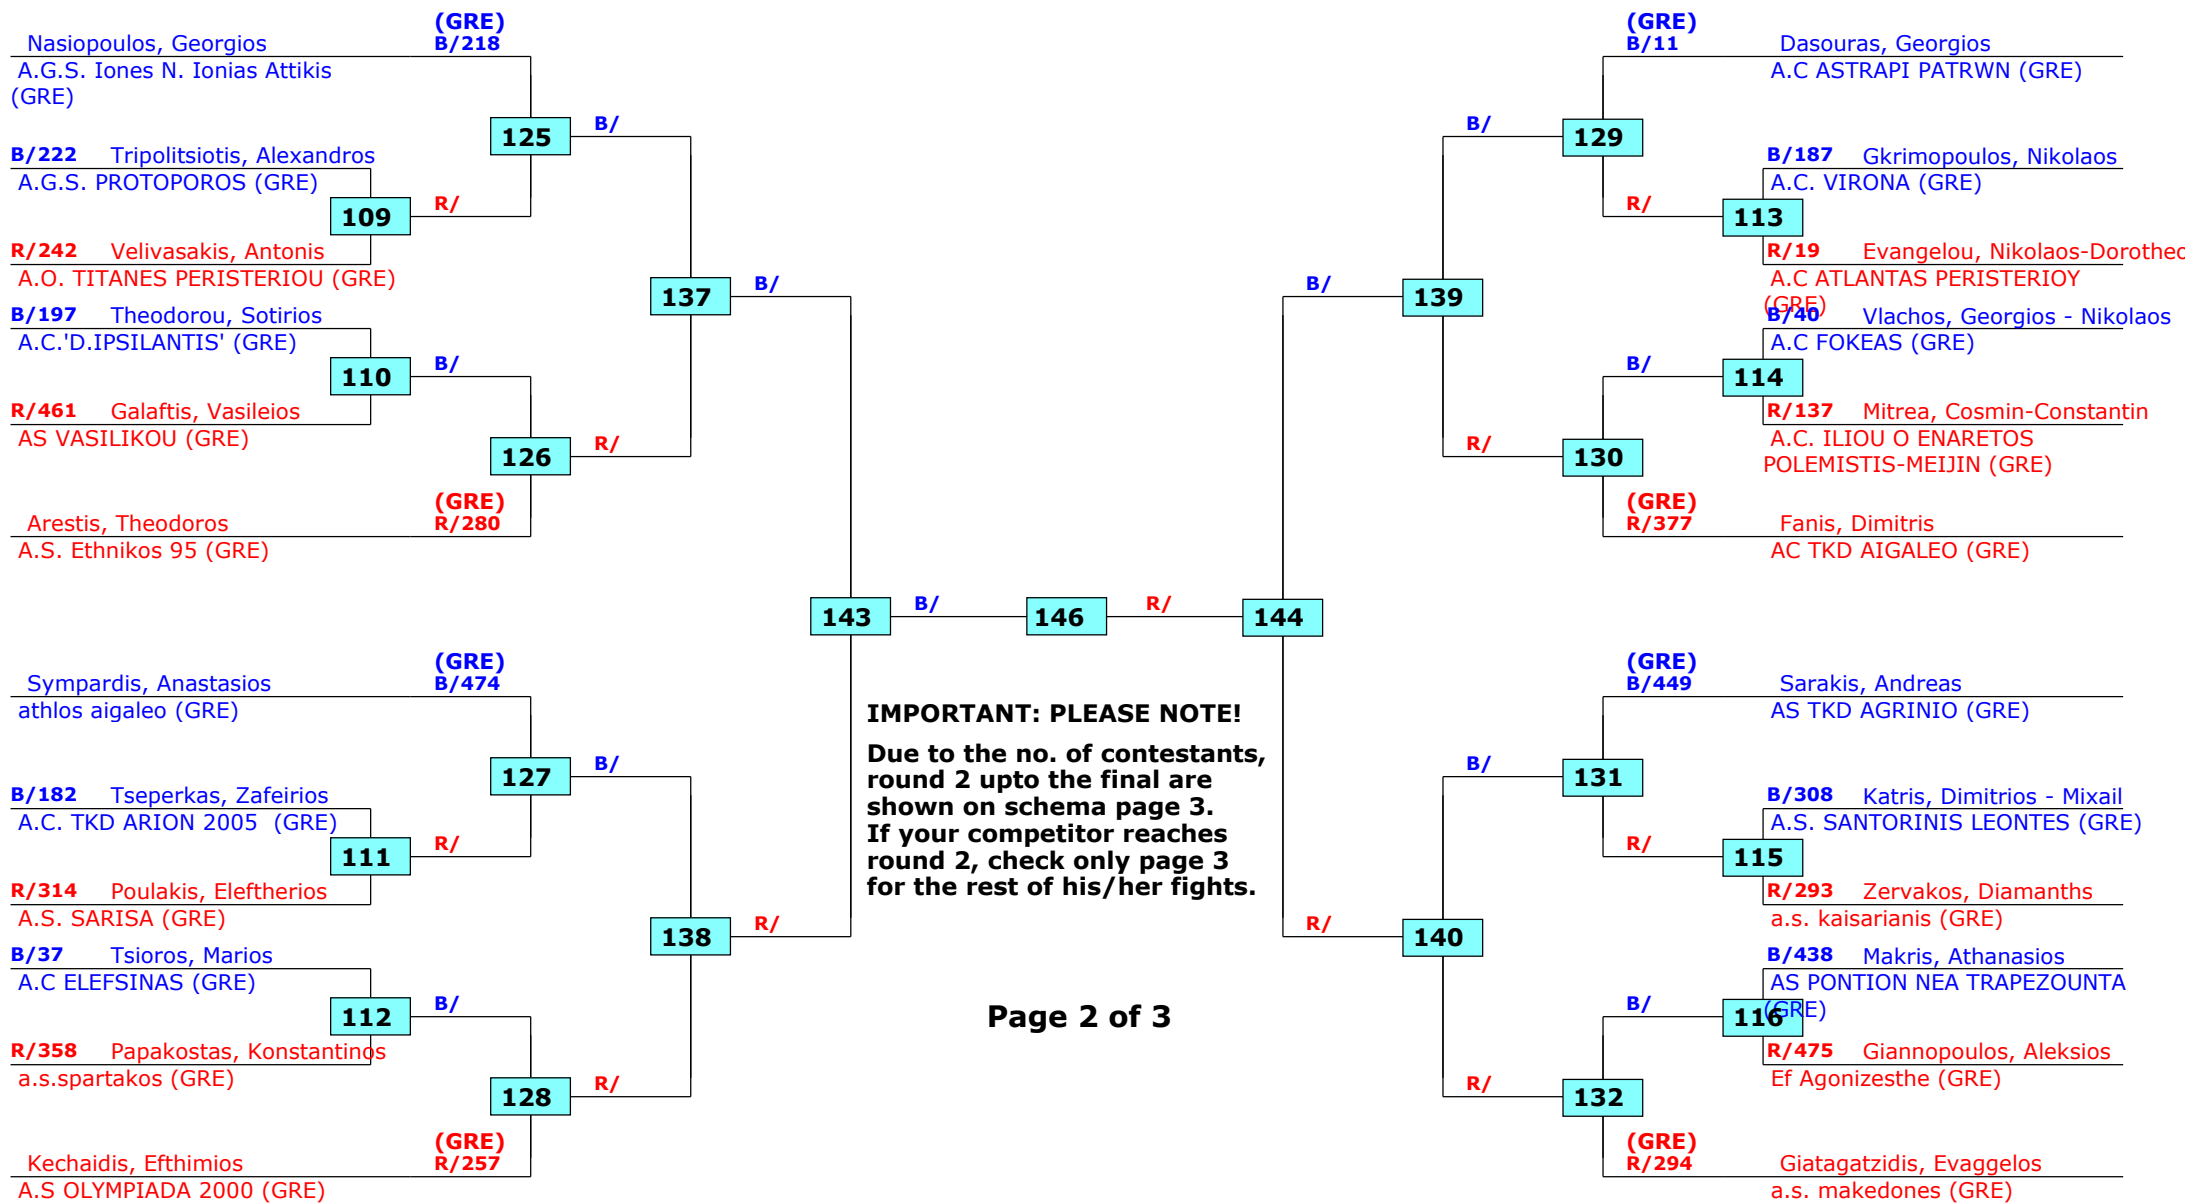 (GRE)
Nasiopoulos, Georgios B/218
A.G.S. Iones N. Ionias Attikis
(GRE)
125
B/
B/222 Tripolitsiotis, Alexandros
A.G.S. PROTOPOROS (GRE)
109
R/
R/242 Velivasakis, Antonis
A.O. TITANES PERISTERIOU (GRE)
137
B/
B/197 Theodorou, Sotirios
A.C.'D.IPSILANTIS' (GRE)
110
B/
R/461 Galaftis, Vasileios
AS VASILIKOU (GRE)
126
R/
(GRE)
Arestis, Theodoros R/280
A.S. Ethnikos 95 (GRE)
143
B/
146
R/
144
(GRE)
Sympardis, Anastasios B/474
athlos aigaleo (GRE)
127
B/
B/182 Tseperkas, Zafeirios
A.C. TKD ARION 2005 (GRE)
111
R/
R/314 Poulakis, Eleftherios
A.S. SARISA (GRE)
138
R/
B/37 Tsioros, Marios
A.C ELEFSINAS (GRE)
112
B/
R/358 Papakostas, Konstantinos
a.s.spartakos (GRE)
128
R/
(GRE)
Kechaidis, Efthimios R/257
A.S OLYMPIADA 2000 (GRE)
IMPORTANT: PLEASE NOTE!
Due to the no. of contestants,
round 2 upto the final are
shown on schema page 3.
If your competitor reaches
round 2, check only page 3
for the rest of his/her fights.
Page 2 of 3
(GRE)
B/11 Dasouras, Georgios
A.C ASTRAPI PATRWN (GRE)
B/
129
B/187 Gkrimopoulos, Nikolaos
A.C. VIRONA (GRE)
R/
113
R/19 Evangelou, Nikolaos-Dorotheo
A.C ATLANTAS PERISTERIOY
(GRE)
B/
139
B/40 Vlachos, Georgios - Nikolaos
A.C FOKEAS (GRE)
B/
114
R/137 Mitrea, Cosmin-Constantin
A.C. ILIOU O ENARETOS
POLEMISTIS-MEIJIN (GRE)
R/
130
(GRE)
R/377 Fanis, Dimitris
AC TKD AIGALEO (GRE)
(GRE)
B/449 Sarakis, Andreas
AS TKD AGRINIO (GRE)
B/
131
B/308 Katris, Dimitrios - Mixail
A.S. SANTORINIS LEONTES (GRE)
R/
115
R/293 Zervakos, Diamanths
a.s. kaisarianis (GRE)
R/
140
B/438 Makris, Athanasios
AS PONTION NEA TRAPEZOUNTA
(GRE)
B/
116
R/475 Giannopoulos, Aleksios
Ef Agonizesthe (GRE)
R/
132
(GRE)
R/294 Giatagatzidis, Evaggelos
a.s. makedones (GRE)